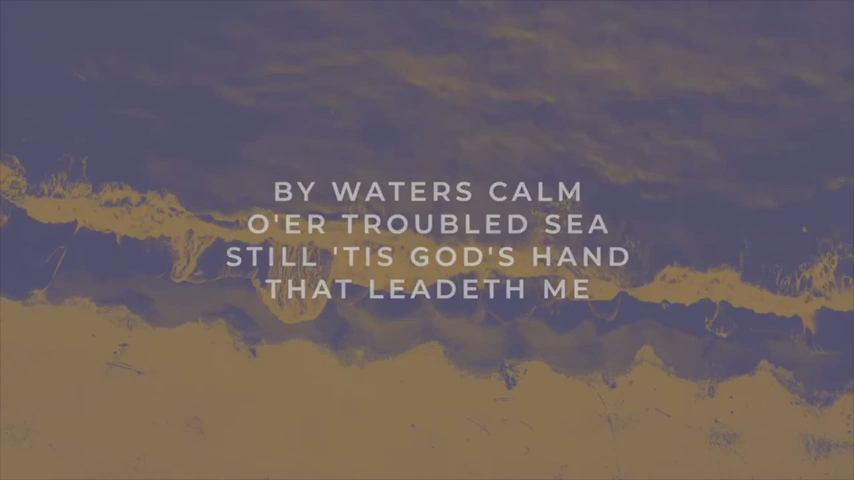 BY WATERS CALM
O'ER TROUBLED SEA
STILL 'TIS GOD'S HAND
THAT LEADETH ME